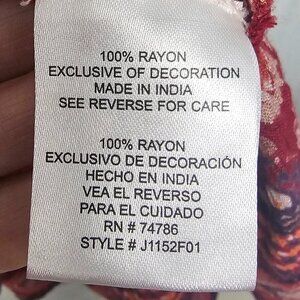 100% RAYON
EXCLUSIVE OF DECORATION
MADE IN INDIA
SEE REVERSE FOR CARE
100% RAYON
EXCLUSIVO DE DECORACIÓN
HECHO EN INDIA
VEA EL REVERSO
PARA EL CUIDADO
RN # 74786
STYLE # J1152F01